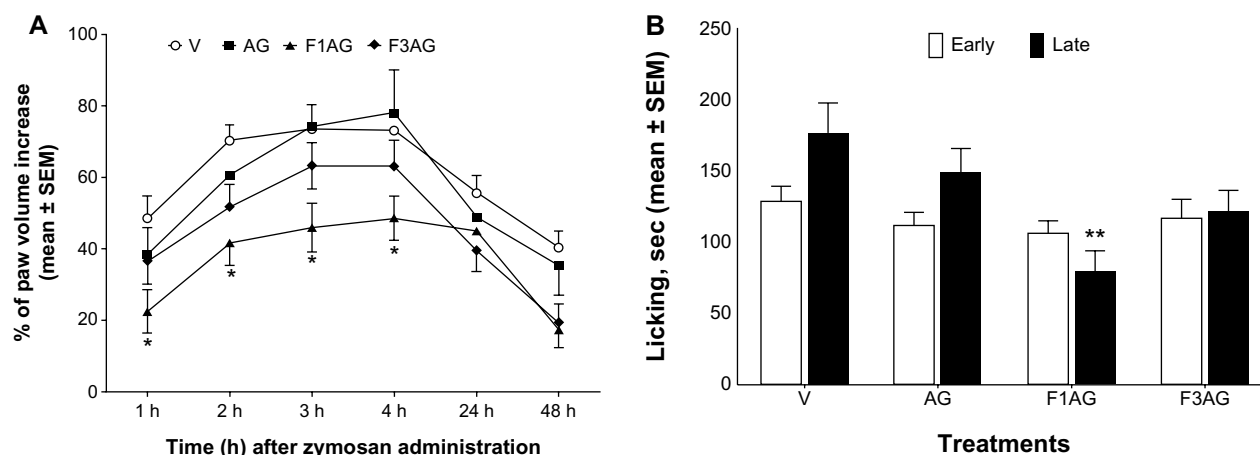 A
V AG F1AG F3AG
% of paw volume increase
(mean ± SEM)
100
80
60
40
20
0
*
*
*
*
1 h 2 h 3 h 4 h 24 h 48 h
Time (h) after zymosan administration
B
Early Late
Licking, sec (mean ± SEM)
250
200
150
100
50
0
**
V AG F1AG F3AG
Treatments